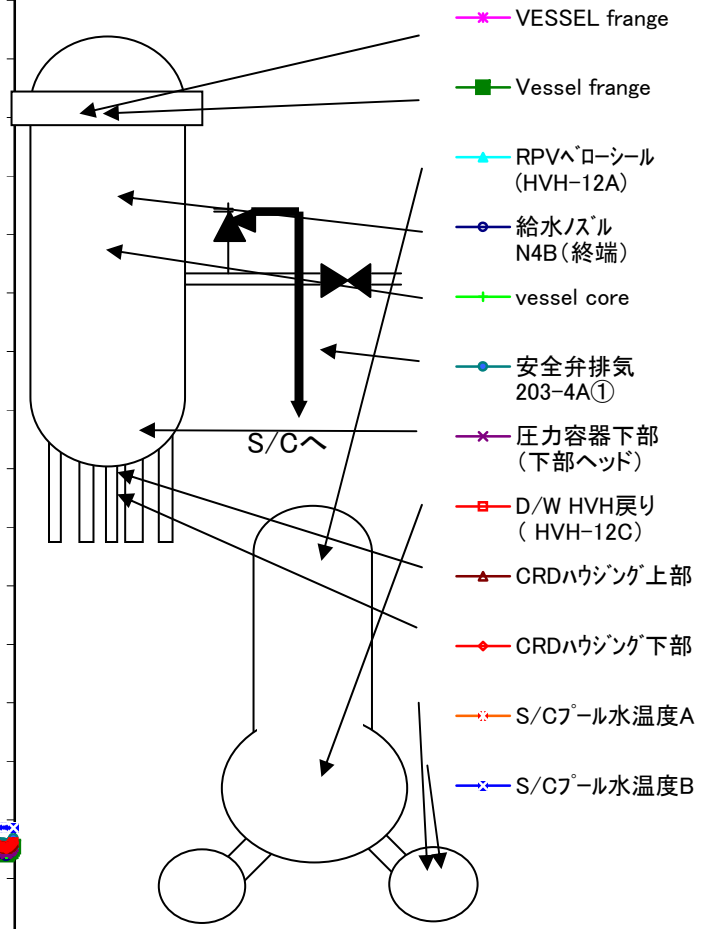 VESSEL frange
Vessel frange
RPVﾍﾞﾛｰｼｰﾙ
(HVH-12A)
給水ﾉｽﾞﾙ
N4B(終端)
vessel core
安全弁排気
203-4A①
圧力容器下部
(下部ﾍｯﾄﾞ)
D/W HVH戻り
( HVH-12C)
CRDﾊｳｼﾞﾝｸﾞ上部
CRDﾊｳｼﾞﾝｸﾞ下部
S/Cﾌﾟｰﾙ水温度A
S/Cﾌﾟｰﾙ水温度B
S/Cへ